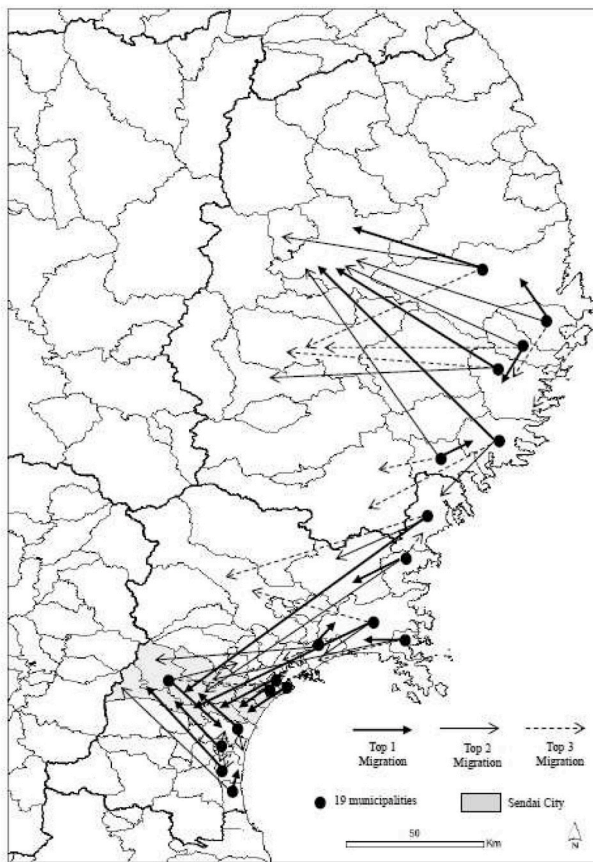 Top 1
Migration
Top 2
Migration
Top 3
Migration
19 municipalities
Sendai City
50
Km
N